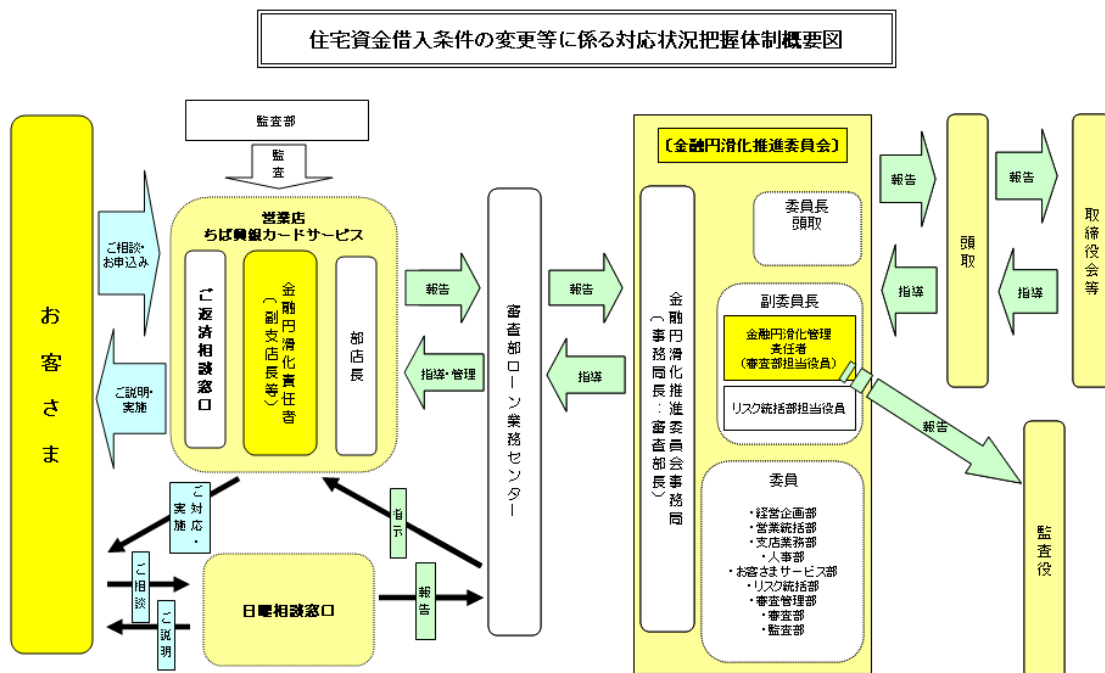 住宅資金借入条件の変更等に係る対応状況把握体制概要図
お客さま
ご相談・
お申込み
ご説明・
実施
監査部
監査
営業店
ちば興銀カードサービス
ご返済相談窓口
金融円滑化責任者
（副支店長等）
部店長
報告
指導・管理
審査部ローン業務センター
報告
指導
〔金融円滑化推進委員会〕
金融円滑化推進委員会事務局
（事務局長：審査部長）
委員長
頭取
副委員長
金融円滑化管理
責任者
（審査部担当役員）
リスク統括部担当役員
委員
・経営企画部
・営業統括部
・支店業務部
・人事部
・お客さまサービス部
・リスク統括部
・審査管理部
・審査部
・監査部
報告
指導
頭取
報告
指導
取締役会等
報告
監査役
ご対応・
実施
指示
ご相談
ご説明
日曜相談窓口
報告